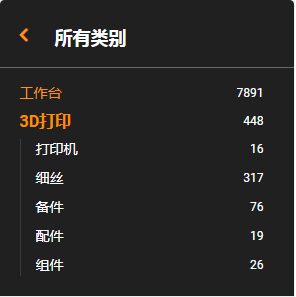 所有类别
工作台 7891
3D打印 448
打印机 16
细丝 317
备件 76
配件 19
组件 26